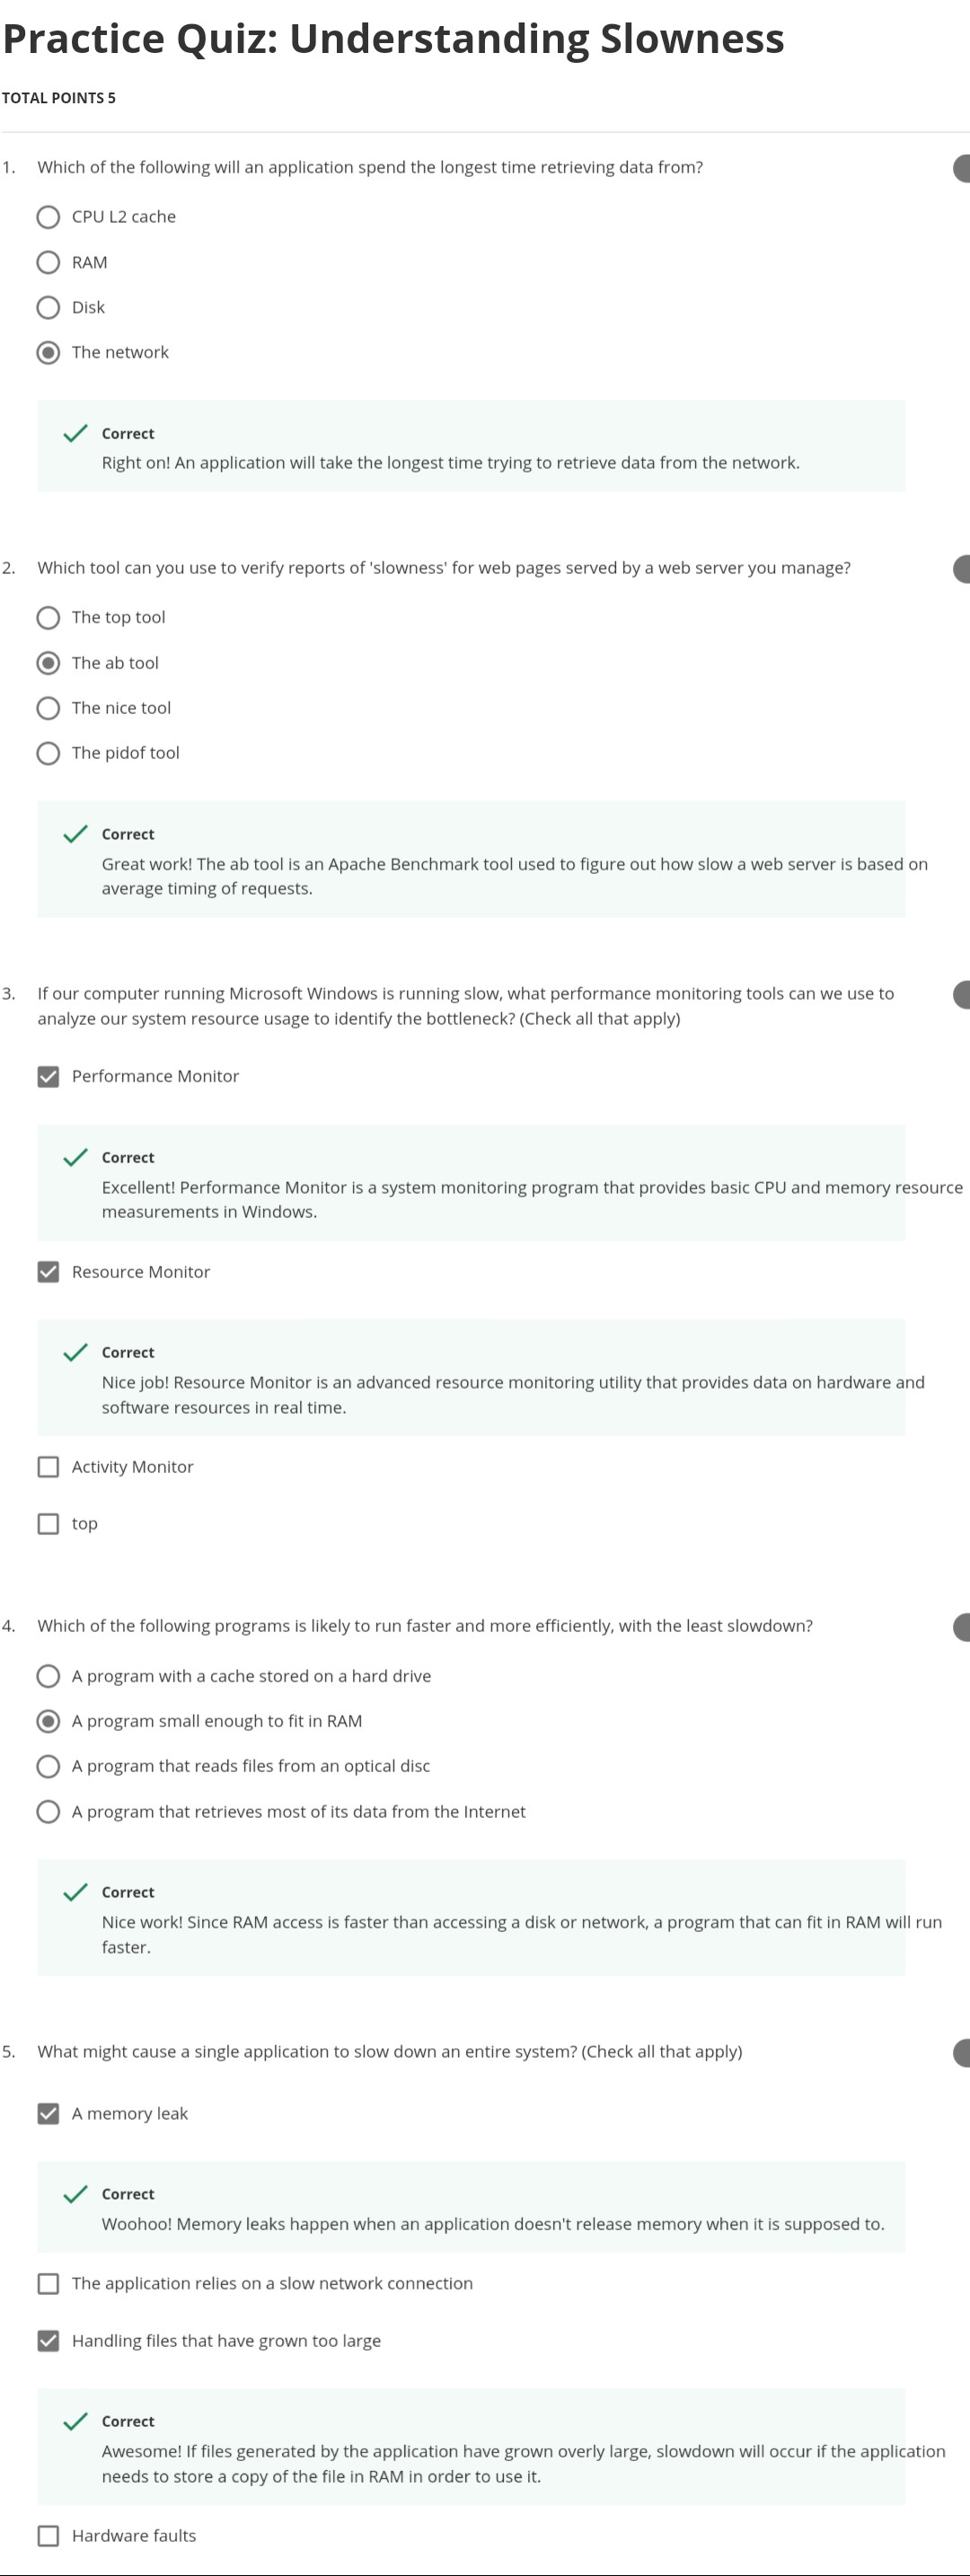 Practice Quiz: Understanding Slowness
TOTAL POINTS 5
1. Which of the following will an application spend the longest time retrieving data from?
CPU L2 cache
RAM
Disk
The network
Correct
Right on! An application will take the longest time trying to retrieve data from the network.
2. Which tool can you use to verify reports of 'slowness' for web pages served by a web server you manage?
The top tool
The ab tool
The nice tool
The pidof tool
Correct
Great work! The ab tool is an Apache Benchmark tool used to figure out how slow a web server is based on
average timing of requests.
3. If our computer running Microsoft Windows is running slow, what performance monitoring tools can we use to
analyze our system resource usage to identify the bottleneck? (Check all that apply)
Performance Monitor
Correct
Excellent! Performance Monitor is a system monitoring program that provides basic CPU and memory resource
measurements in Windows.
Resource Monitor
Correct
Nice job! Resource Monitor is an advanced resource monitoring utility that provides data on hardware and
software resources in real time.
Activity Monitor
top
4. Which of the following programs is likely to run faster and more efficiently, with the least slowdown?
A program with a cache stored on a hard drive
A program small enough to fit in RAM
A program that reads files from an optical disc
A program that retrieves most of its data from the Internet
Correct
Nice work! Since RAM access is faster than accessing a disk or network, a program that can fit in RAM will run
faster.
5. What might cause a single application to slow down an entire system? (Check all that apply)
A memory leak
Correct
Woohoo! Memory leaks happen when an application doesn't release memory when it is supposed to.
The application relies on a slow network connection
Handling files that have grown too large
Correct
Awesome! If files generated by the application have grown overly large, slowdown will occur if the application
needs to store a copy of the file in RAM in order to use it.
Hardware faults